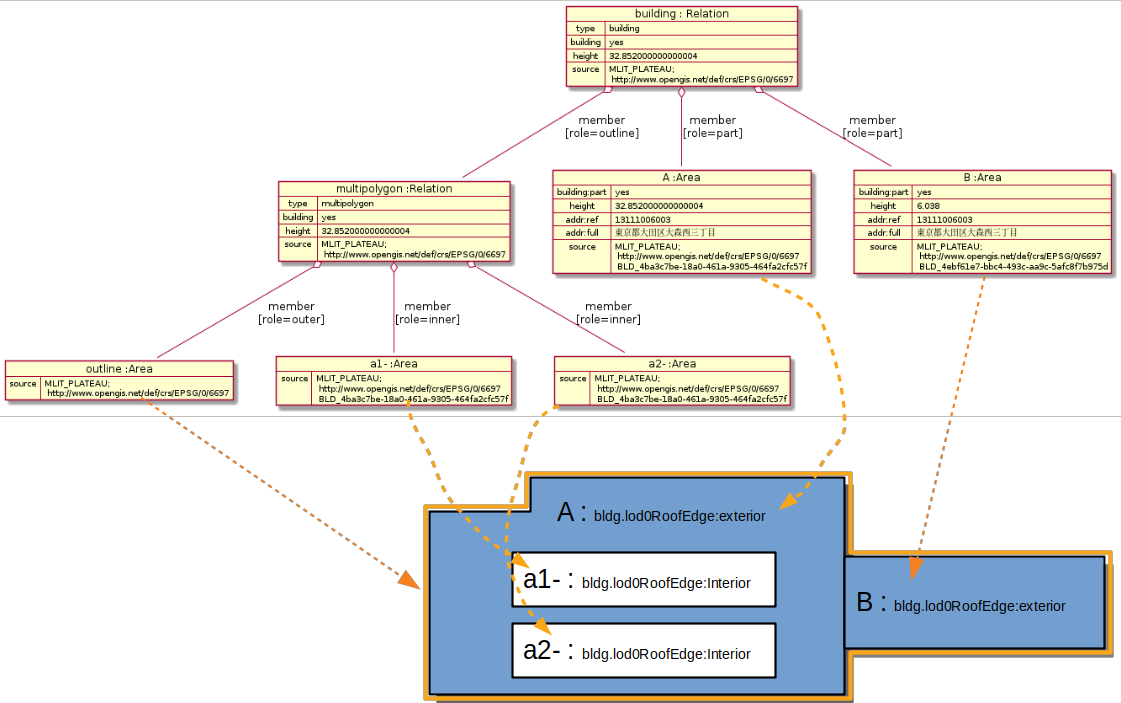 building : Relation
type building
building yes
height 32.852000000000004
source MLIT_PLATEAU;
http://www.opengis.net/def/crs/EPSG/0/6697
member
[role=outline]
member
[role=part]
member
[role=part]
multipolygon :Relation
type multipolygon
building yes
height 32.852000000000004
source MLIT_PLATEAU;
http://www.opengis.net/def/crs/EPSG/0/6697
A :Area
building:part yes
height 32.852000000000004
addr:ref 13111006003
addr:full 東京都大田区大森西三丁目
source MLIT_PLATEAU;
http://www.opengis.net/def/crs/EPSG/0/6697
BLD_4ba3c7be-18a0-461a-9305-464fa2cfc57f
B :Area
building:part yes
height 6.038
addr:ref 13111006003
addr:full 東京都大田区大森西三丁目
source MLIT_PLATEAU;
http://www.opengis.net/def/crs/EPSG/0/6697
BLD_4ebf61e7-bbc4-493c-aa9c-5afc8f7b975d
member
[role=outer]
member
[role=inner]
member
[role=inner]
outline :Area
source MLIT_PLATEAU;
http://www.opengis.net/def/crs/EPSG/0/6697
a1- :Area
source MLIT_PLATEAU;
http://www.opengis.net/def/crs/EPSG/0/6697
BLD_4ba3c7be-18a0-461a-9305-464fa2cfc57f
a2- :Area
source MLIT_PLATEAU;
http://www.opengis.net/def/crs/EPSG/0/6697
BLD_4ba3c7be-18a0-461a-9305-464fa2cfc57f
A : bldg.lod0RoofEdge:exterior
a1- : bldg.lod0RoofEdge:Interior
B : bldg.lod0RoofEdge:exterior
a2- : bldg.lod0RoofEdge:Interior